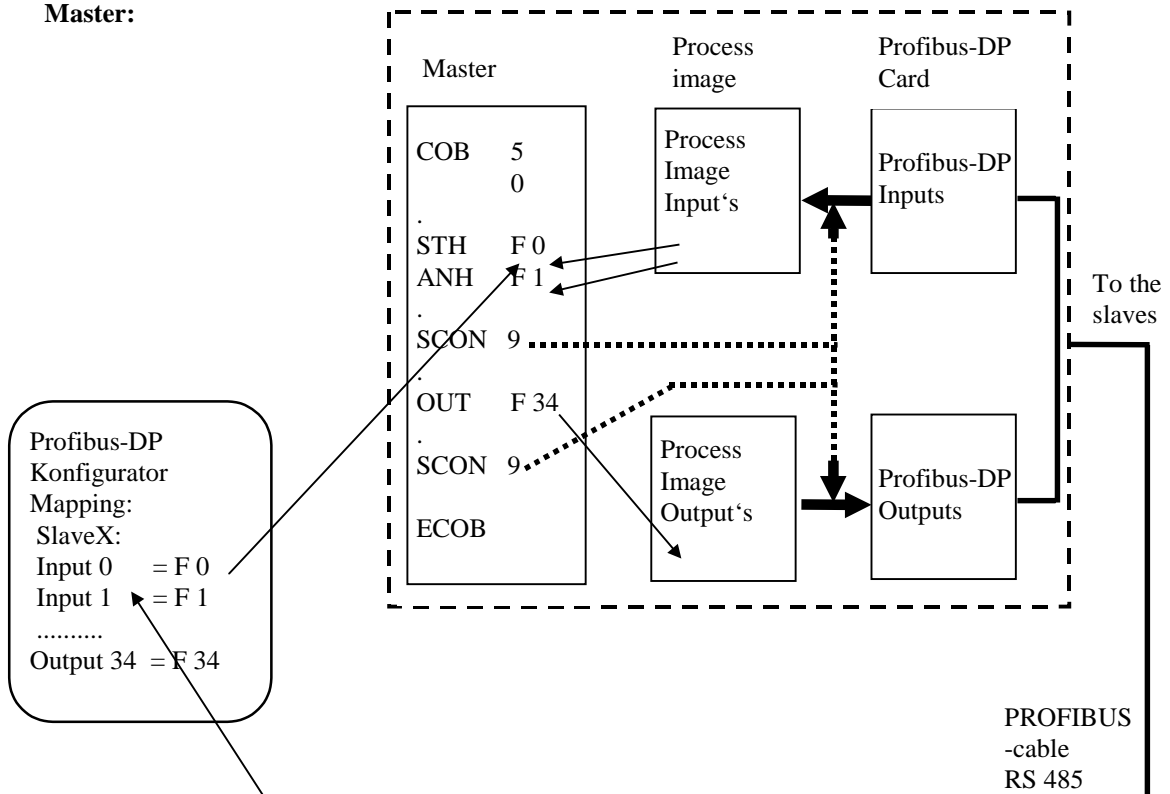 Master:
Master
COB 5
0
.
STH F 0
ANH F 1
.
SCON 9
.
OUT F 34
.
SCON 9
ECOB
Process
image
Process
Image
Input‘s
Process
Image
Output‘s
Profibus-DP
Card
Profibus-DP
Inputs
Profibus-DP
Outputs
To the
slaves
Profibus-DP
Konfigurator
Mapping:
SlaveX:
Input 0 = F 0
Input 1 = F 1
..........
Output 34 = F 34
PROFIBUS
-cable
RS 485